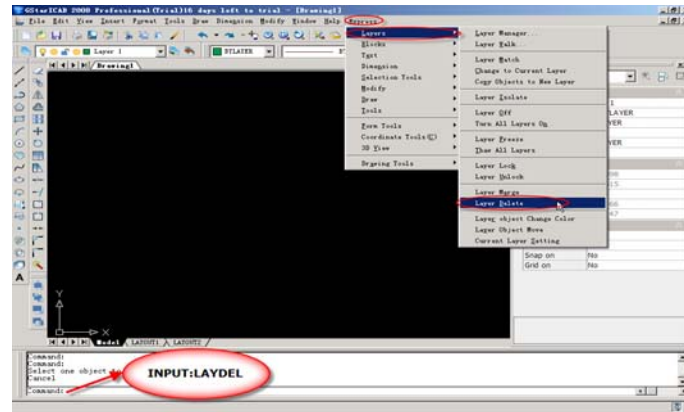 GStarICAD 2008 Professional(Trial)16 days left to trial - [Drawing1]
File Edit View Insert Format Tools Draw Dimension Modify Window Help Express
Layer 1
BYLAYER
Drawing1
Layers
Blocks
Text
Dimension
Selection Tools
Modify
Draw
Tools
Form Tools
Coordinate Tools(C)
3D View
Drawing Tools
Layer Manager...
Layer Walk...
Layer Match
Change to Current Layer
Copy Objects to New Layer
Layer Isolate
Layer Off
Turn All Layers On
Layer Freeze
Thaw All Layers
Layer Lock
Layer Unlock
Layer Merge
Layer Delete
Layer object Change Color
Layer Object Move
Current Layer Setting
1
LAYER
YER
YER
Snap on No
Grid on No
Y
X
Model LAYOUT1 LAYOUT2
Command:
Command:
Select one object
Cancel
Command:
INPUT:LAYDEL